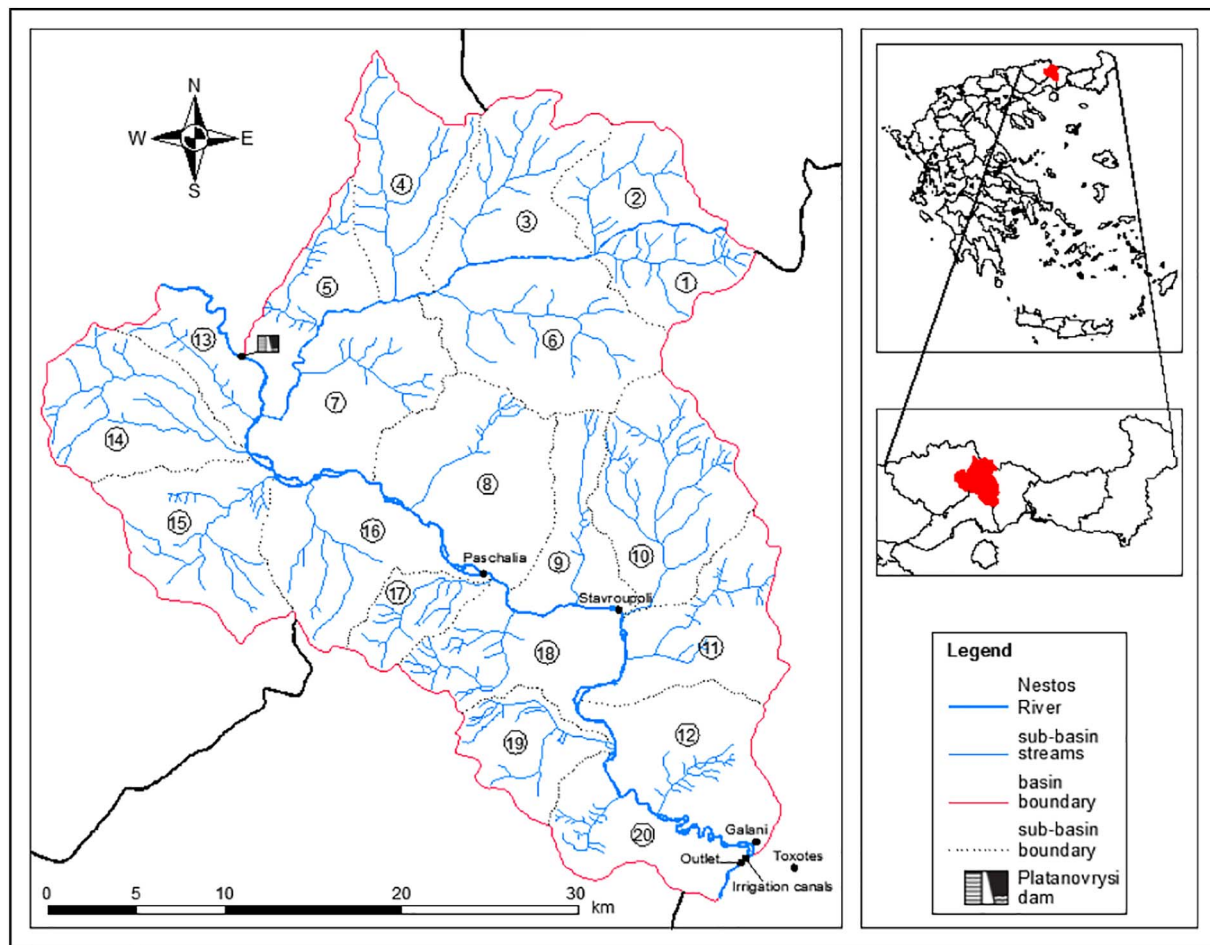 N
W E
S
4
2
3
1
5
13
6
7
14
8
15
16
Paschalia
9
10
17
Stavroupoli
18
11
12
19
20
Galani
Outlet
Toxotes
Irrigation canals
0 10 20 30
km
Legend
Nestos
River
sub-basin
streams
basin
boundary
sub-basin
boundary
Platanovrysi
dam